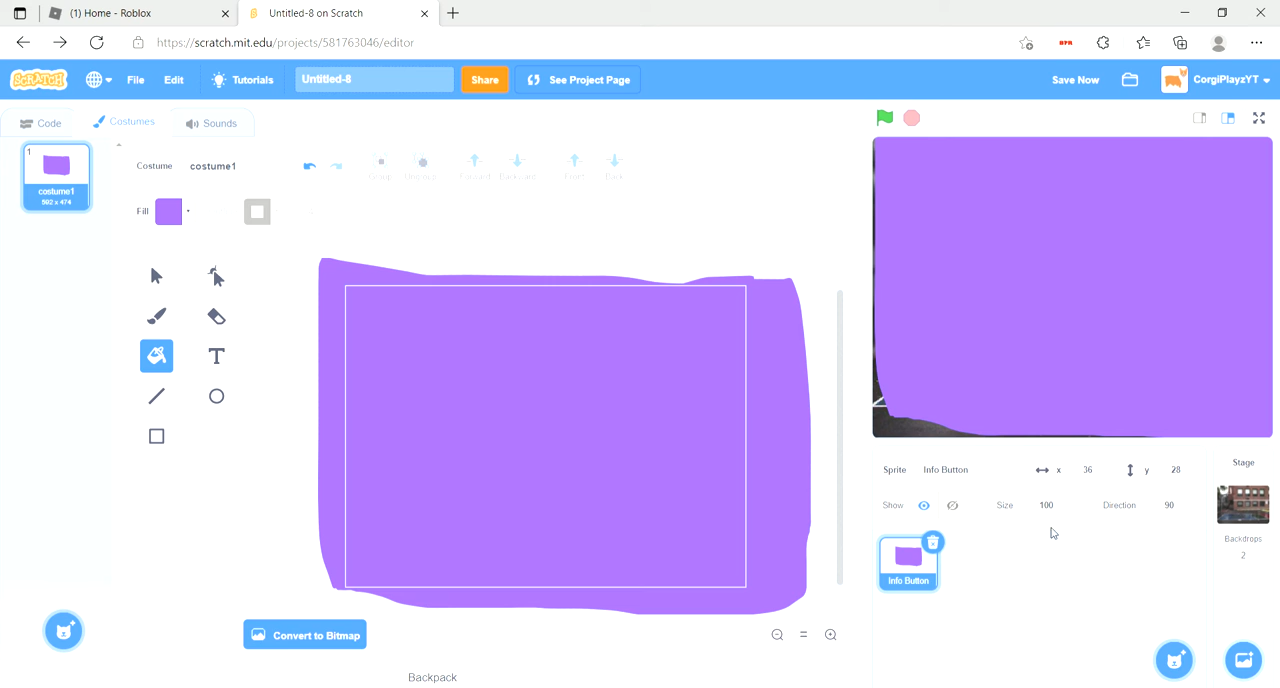 (1) Home - Roblox
Untitled-8 on Scratch
https://scratch.mit.edu/projects/581763046/editor
SCRATCH
File
Edit
Tutorials
Untitled-8
Share
See Project Page
Save Now
CorgiPlayzYT
Code
Costumes
Sounds
1
costume1
592 x 474
Costume
costume1
Group
Ungroup
Forward
Backward
Front
Back
Fill
Convert to Bitmap
Backpack
Sprite
Info Button
x
36
y
28
Show
Size
100
Direction
90
Info Button
Stage
Backdrops
2